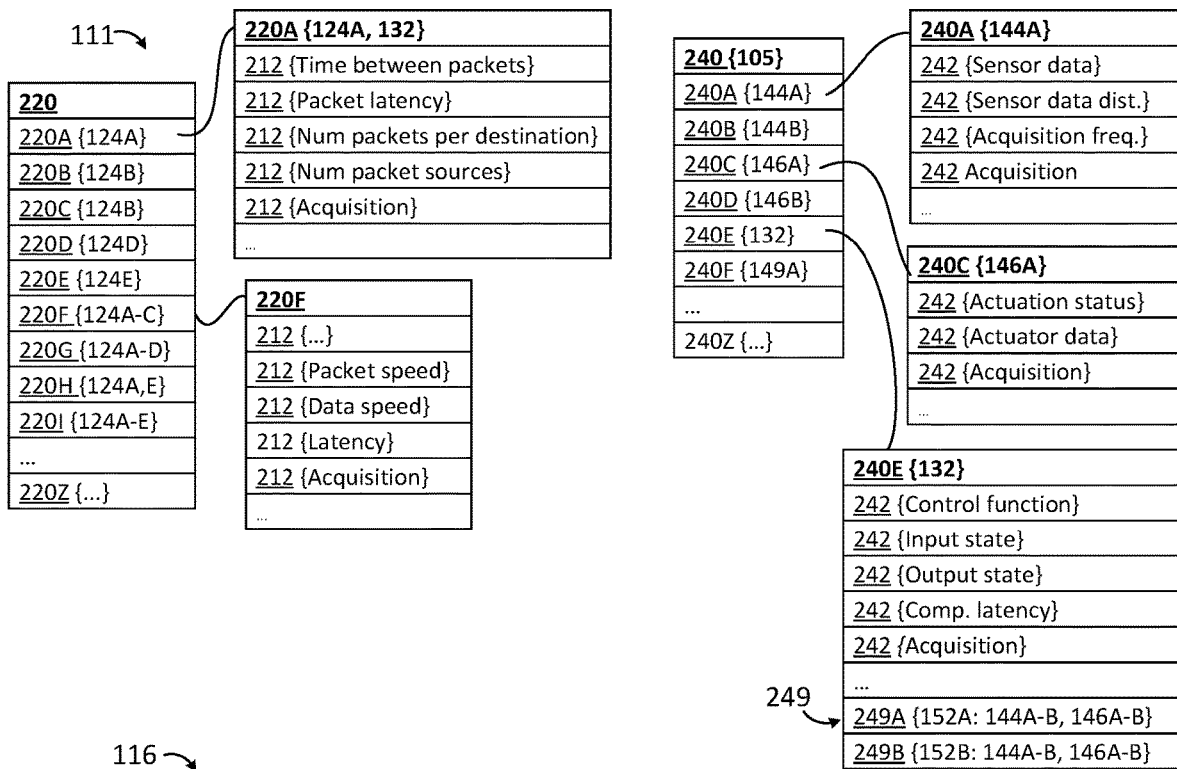 111
220
220A {124A}
220B {124B}
220C {124B}
220D {124D}
220E {124E}
220F {124A-C}
220G {124A-D}
220H {124A,E}
220I {124A-E}
...
220Z {...}
220A {124A, 132}
212 {Time between packets}
212 {Packet latency}
212 {Num packets per destination}
212 {Num packet sources}
212 {Acquisition}
...
220F
212 {...}
212 {Packet speed}
212 {Data speed}
212 {Latency}
212 {Acquisition}
...
240 {105}
240A {144A}
240B {144B}
240C {146A}
240D {146B}
240E {132}
240F {149A}
...
240Z {...}
240A {144A}
242 {Sensor data}
242 {Sensor data dist.}
242 {Acquisition freq.}
242 Acquisition
...
240C {146A}
242 {Actuation status}
242 {Actuator data}
242 {Acquisition}
...
240E {132}
242 {Control function}
242 {Input state}
242 {Output state}
242 {Comp. latency}
242 {Acquisition}
...
249
249A {152A: 144A-B, 146A-B}
249B {152B: 144A-B, 146A-B}
116